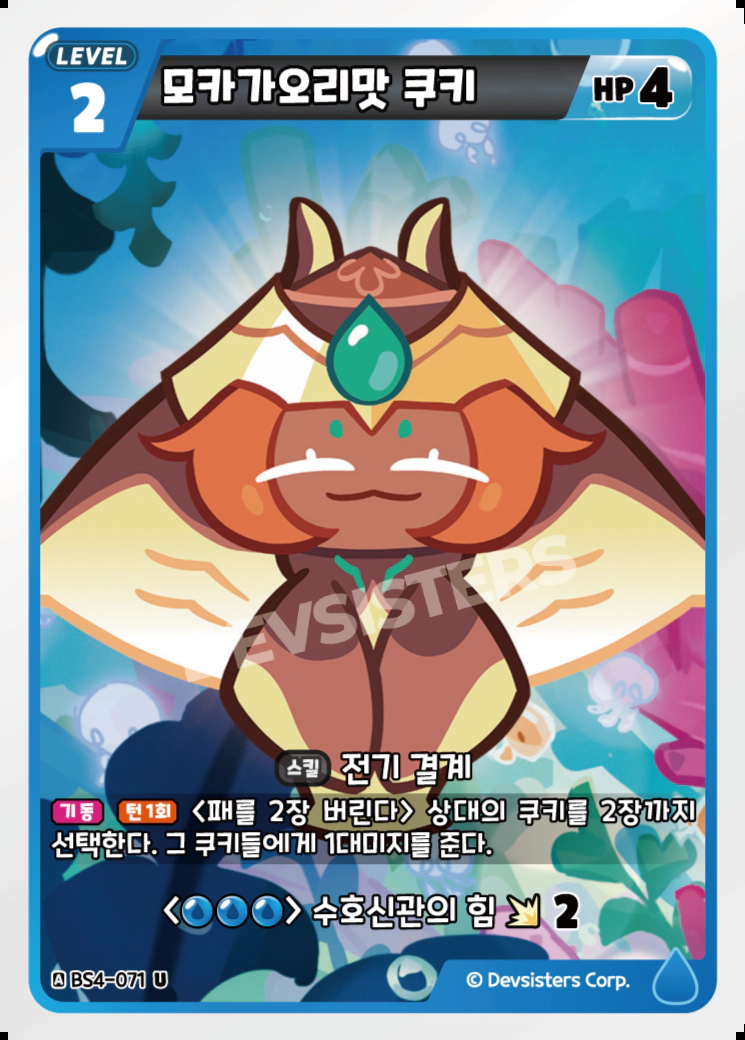 LEVEL
2
모카가오리맛 쿠키
HP 4
DEVSISTERS
스킬 전기 결계
기동 턴1회 <패를 2장 버린다> 상대의 쿠키를 2장까지
선택한다. 그 쿠키들에게 1대미지를 준다.
< > 수호신관의 힘 2
A BS4-071 U
© Devsisters Corp.